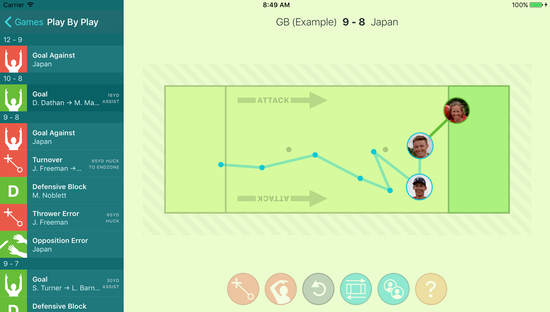 Carrier
8:49 AM
100%
Games Play By Play
GB (Example) 9 - 8 Japan
12 - 9
Goal Against
Japan
10 - 8
Goal
D. Dathan → M. Ma...
16YD
ASSIST
9 - 8
Goal Against
Japan
Turnover
J. Freeman →...
65YD HUCK
TO ENDZONE
D
Defensive Block
M. Noblett
Thrower Error
J. Freeman
65YD
HUCK
Opposition Error
Japan
9 - 7
Goal
S. Turner → L. Barn...
20YD
ASSIST
D
Defensive Block
ATTACK
ATTACK
?